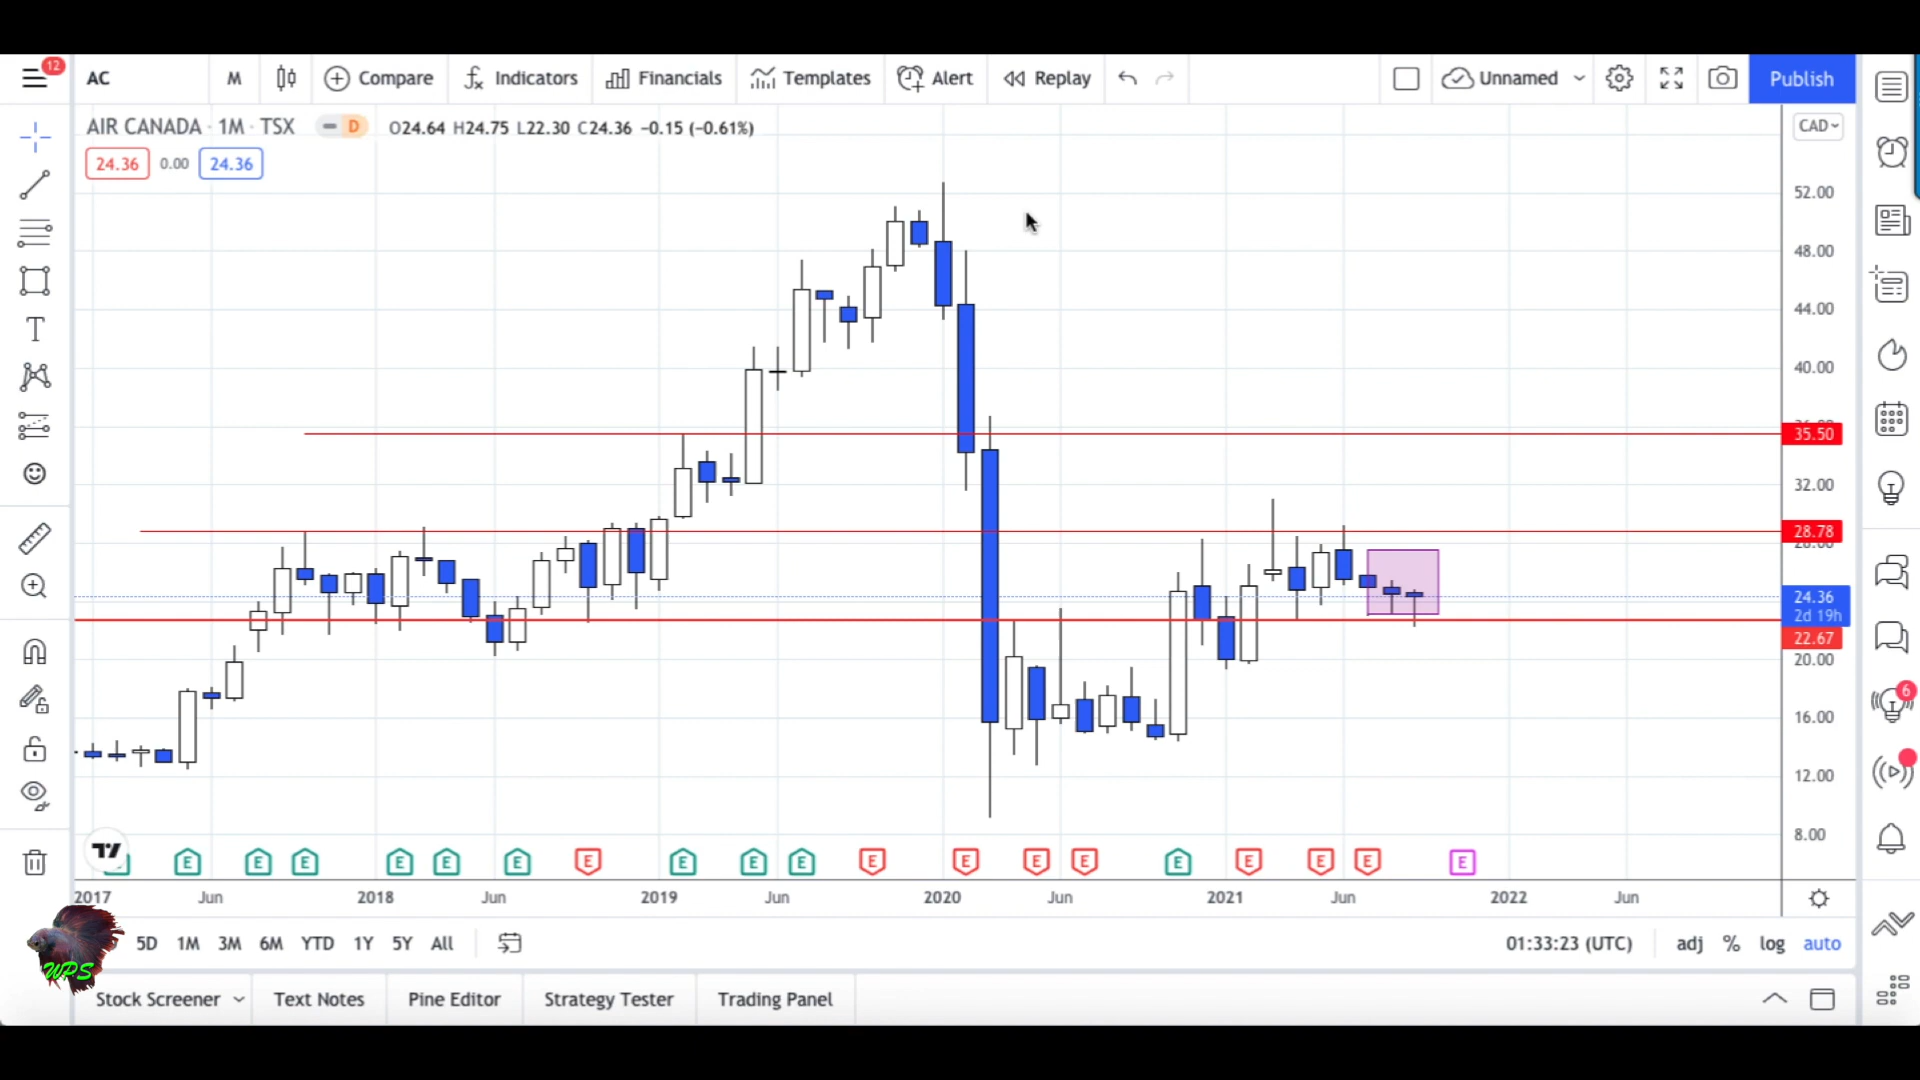 12
AC M Compare Indicators Financials Templates Alert Replay Unnamed Publish
AIR CANADA · 1M · TSX D O24.64 H24.75 L22.30 C24.36 −0.15 (−0.61%)
CAD
24.36 0.00 24.36
52.00
48.00
44.00
40.00
35.50
32.00
28.78
24.36
2d 19h
22.67
20.00
16.00
12.00
8.00
6
E E E E E E E E E E E E E E E E E E E
2017 Jun 2018 Jun 2019 Jun 2020 Jun 2021 Jun 2022 Jun
5D 1M 3M 6M YTD 1Y 5Y All 01:33:23 (UTC) adj % log auto
WPS
Stock Screener Text Notes Pine Editor Strategy Tester Trading Panel